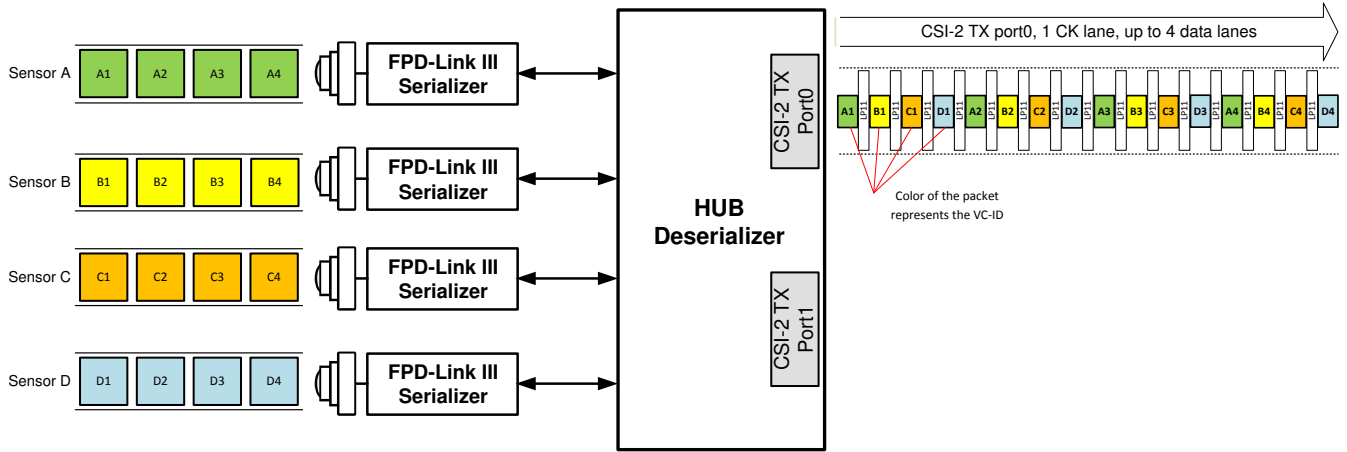 Sensor A
A1 A2 A3 A4
FPD-Link III
Serializer
Sensor B
B1 B2 B3 B4
FPD-Link III
Serializer
Sensor C
C1 C2 C3 C4
FPD-Link III
Serializer
Sensor D
D1 D2 D3 D4
FPD-Link III
Serializer
HUB
Deserializer
CSI-2 TX
Port0
CSI-2 TX
Port1
CSI-2 TX port0, 1 CK lane, up to 4 data lanes
A1 LP11 B1 LP11 C1 LP11 D1 LP11 A2 LP11 B2 LP11 C2 LP11 D2 LP11 A3 LP11 B3 LP11 C3 LP11 D3 LP11 A4 LP11 B4 LP11 C4 LP11 D4
Color of the packet
represents the VC-ID